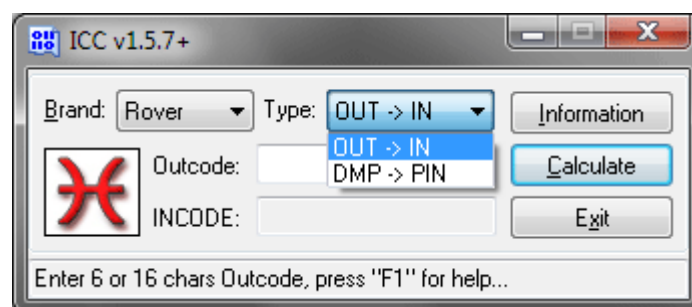 ICC v1.5.7+
Brand: Rover Type: OUT -> IN Information
OUT -> IN
DMP -> PIN
Outcode: Calculate
INCODE: Exit
Enter 6 or 16 chars Outcode, press "F1" for help...